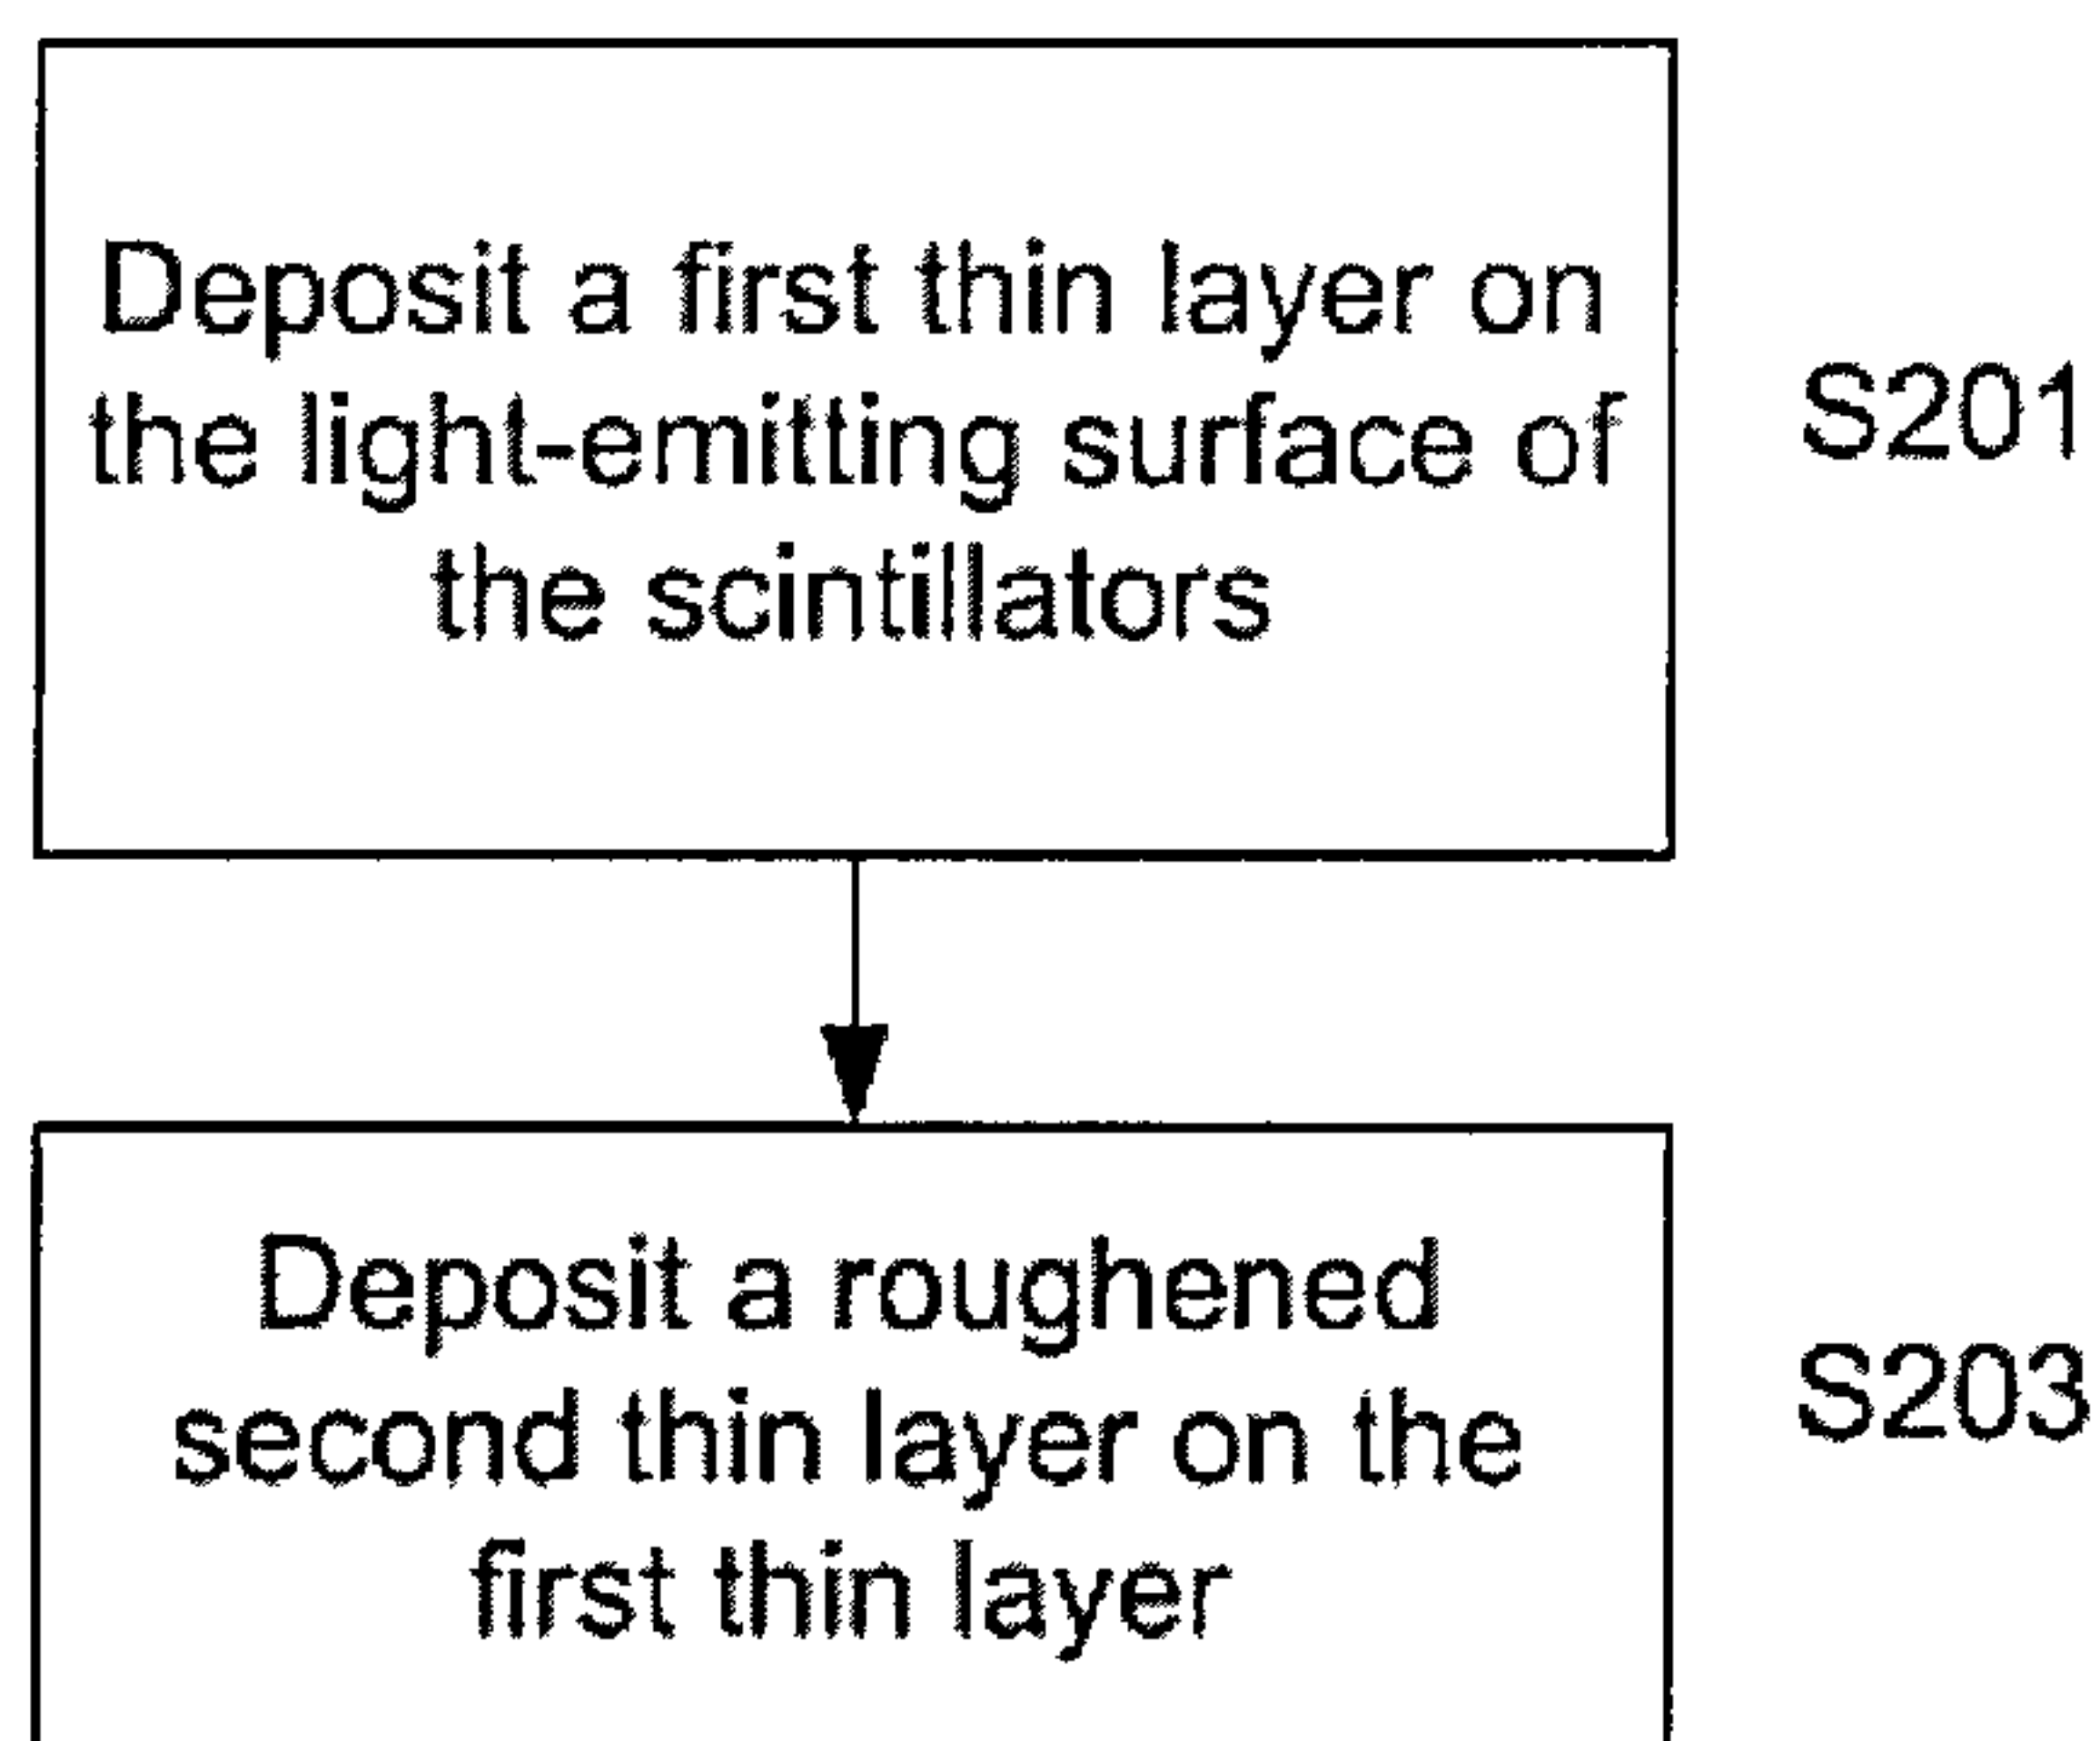 Deposit a first thin layer on
the light-emitting surface of
the scintillators
S201
Deposit a roughened
second thin layer on the
first thin layer
S203